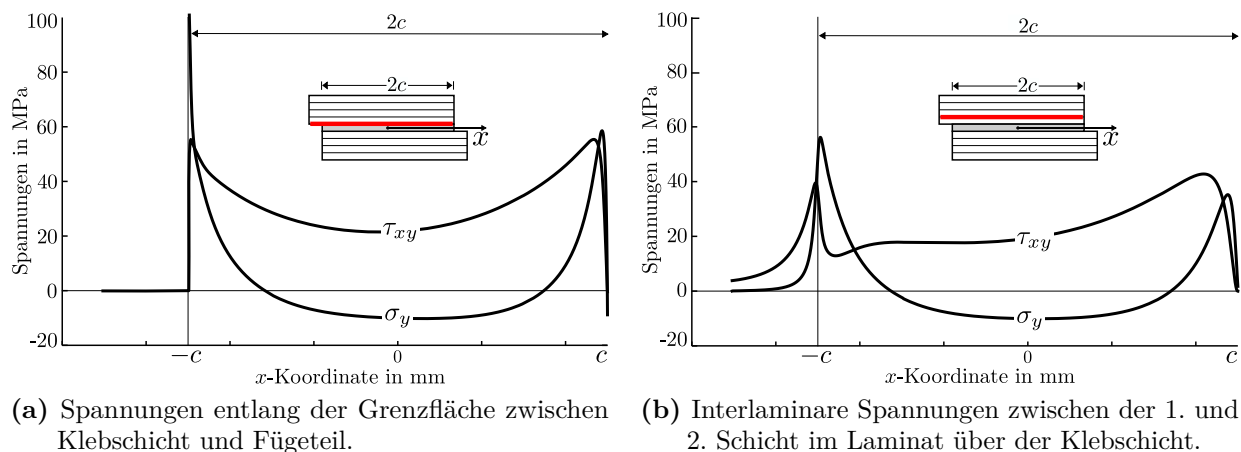 Spannungen in MPa
100
80
60
40
20
0
−20
2c
2c
x
τxy
σy
−c
0
c
x-Koordinate in mm
(a) Spannungen entlang der Grenzfläche zwischen
Klebschicht und Fügeteil.
Spannungen in MPa
100
80
60
40
20
0
-20
2c
2c
x
τxy
σy
−c
0
c
x-Koordinate in mm
(b) Interlaminare Spannungen zwischen der 1. und
2. Schicht im Laminat über der Klebschicht.